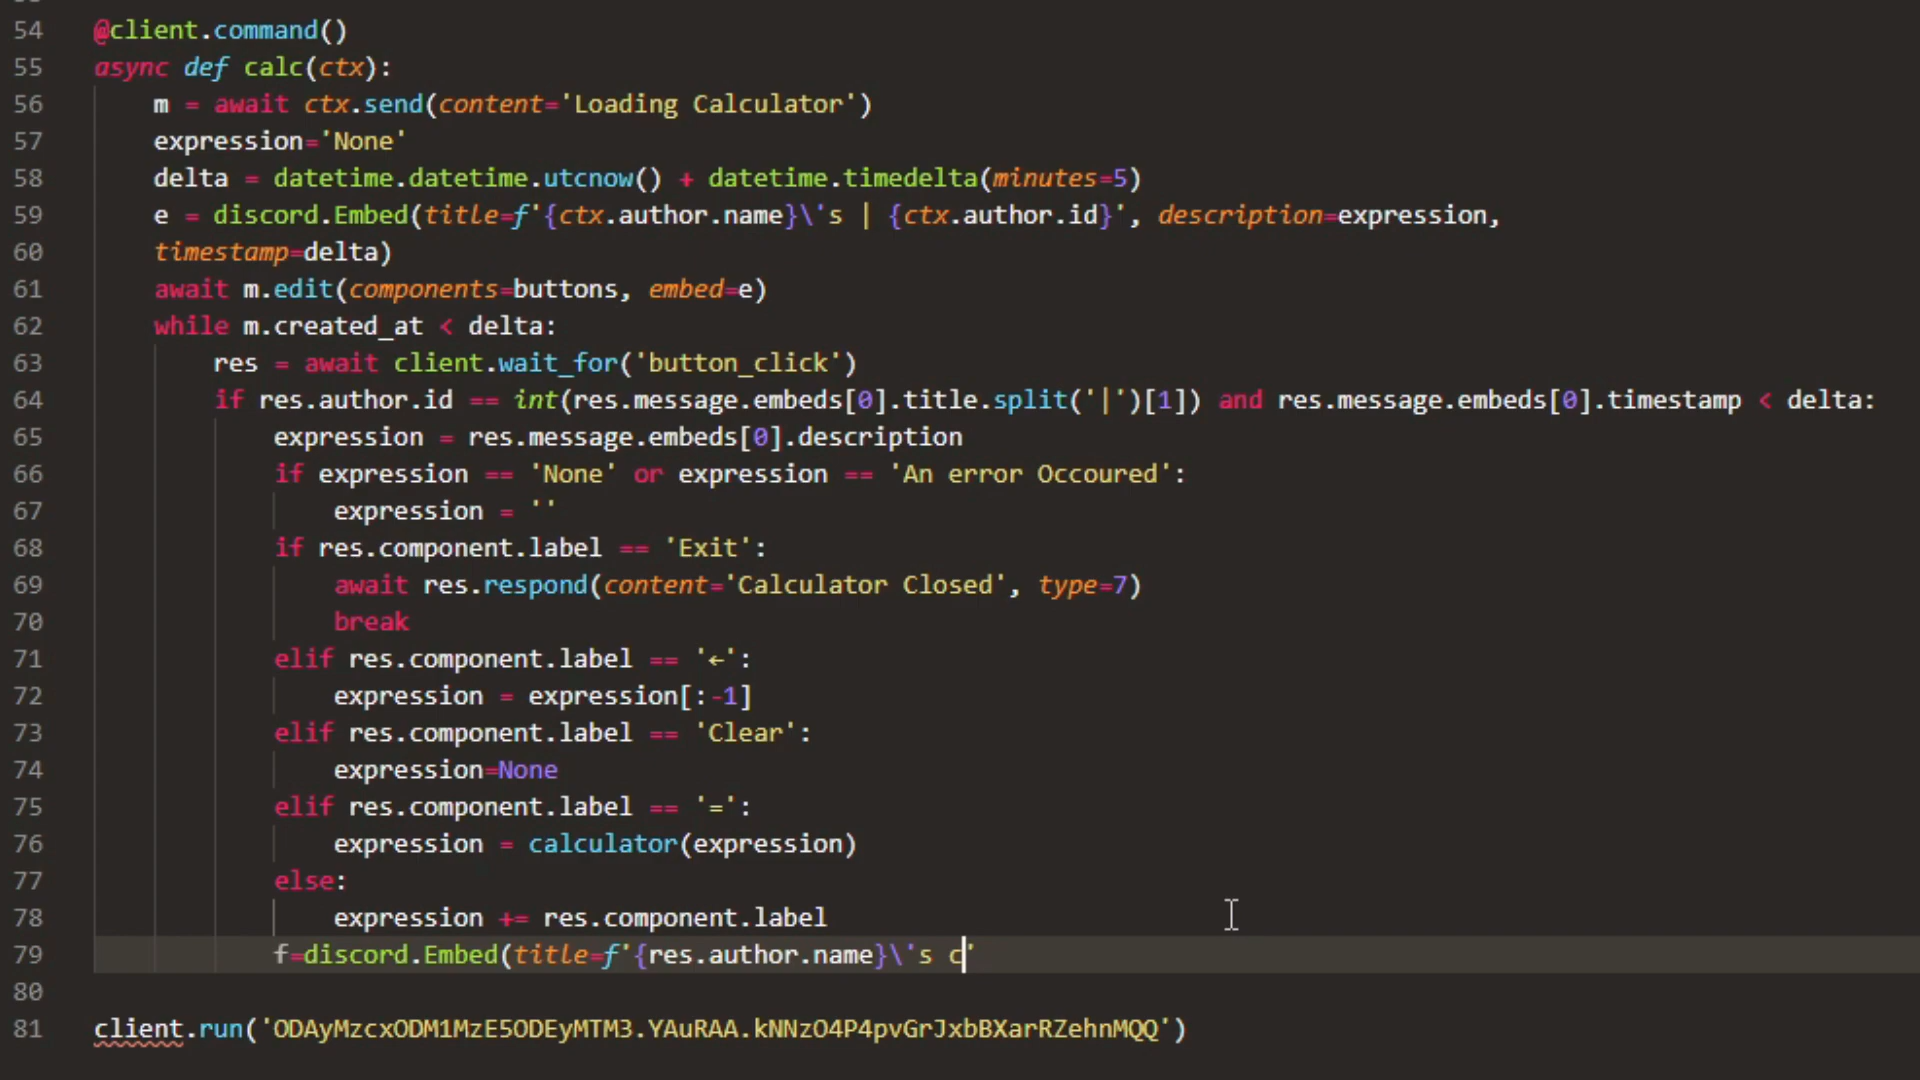 54 @client.command()
55 async def calc(ctx):
56 m = await ctx.send(content='Loading Calculator')
57 expression='None'
58 delta = datetime.datetime.utcnow() + datetime.timedelta(minutes=5)
59 e = discord.Embed(title=f'{ctx.author.name}\'s | {ctx.author.id}', description=expression,
60 timestamp=delta)
61 await m.edit(components=buttons, embed=e)
62 while m.created_at < delta:
63 res = await client.wait_for('button_click')
64 if res.author.id == int(res.message.embeds[0].title.split('|')[1]) and res.message.embeds[0].timestamp < delta:
65 expression = res.message.embeds[0].description
66 if expression == 'None' or expression == 'An error Occoured':
67 expression = ''
68 if res.component.label == 'Exit':
69 await res.respond(content='Calculator Closed', type=7)
70 break
71 elif res.component.label == '←':
72 expression = expression[:-1]
73 elif res.component.label == 'Clear':
74 expression=None
75 elif res.component.label == '=':
76 expression = calculator(expression)
77 else:
78 expression += res.component.label
79 f=discord.Embed(title=f'{res.author.name}\'s c'
80
81 client.run('ODAyMzcxODM1MzE5ODEyMTM3.YAuRAA.kNNzO4P4pvGrJxbBXarRZehnMQQ')